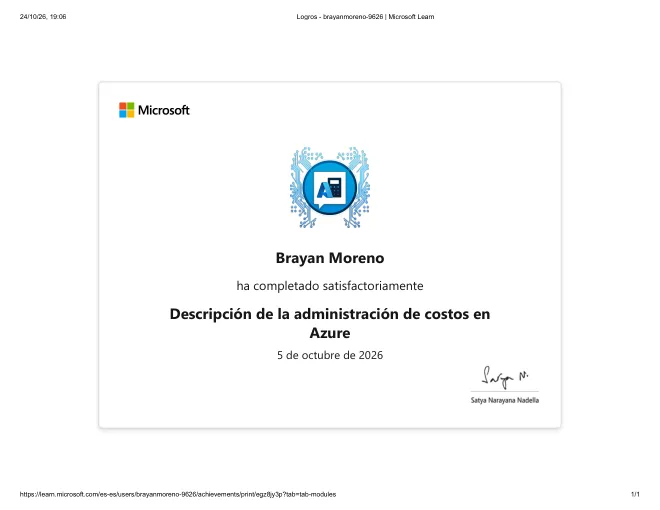 24/10/26, 19:06
Logros - brayanmoreno-9626 | Microsoft Learn
Microsoft
Brayan Moreno
ha completado satisfactoriamente
Descripción de la administración de costos en
Azure
5 de octubre de 2026
Satya N.
Satya Narayana Nadella
https://learn.microsoft.com/es-es/users/brayanmoreno-9626/achievements/print/egz8jy3p?tab=tab-modules
1/1